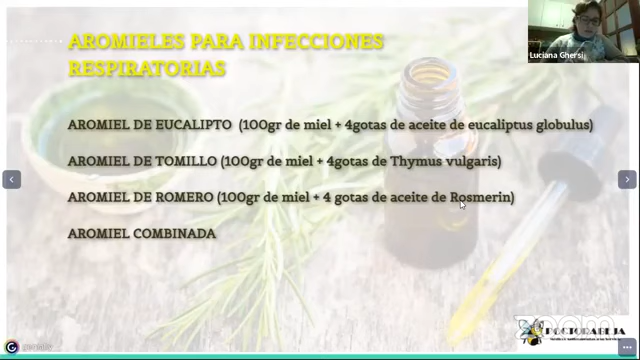 AROMIELES PARA INFECCIONES
RESPIRATORIAS
Luciana Ghersi
AROMIEL DE EUCALIPTO (100gr de miel + 4gotas de aceite de eucaliptus globulus)
AROMIEL DE TOMILLO (100gr de miel + 4gotas de Thymus vulgaris)
AROMIEL DE ROMERO (100gr de miel + 4 gotas de aceite de Rosmerin)
AROMIEL COMBINADA
zoom
DOCTORABEJA